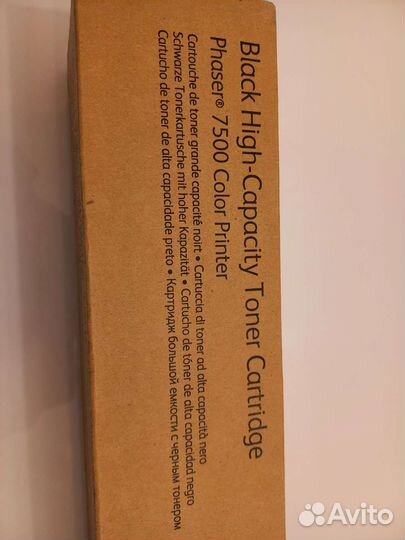 Black High-Capacity Toner Cartridge
Phaser® 7500 Color Printer
Cartouche de toner grande capacité noirt • Cartuccia di toner ad alta capacità nero
Schwarze Tonerkartusche mit hoher Kapazität • Cartucho de tóner de alta capacidad negro
Cartucho de toner de alta capacidade preto • Картридж большой емкости с черным тонером
Avito